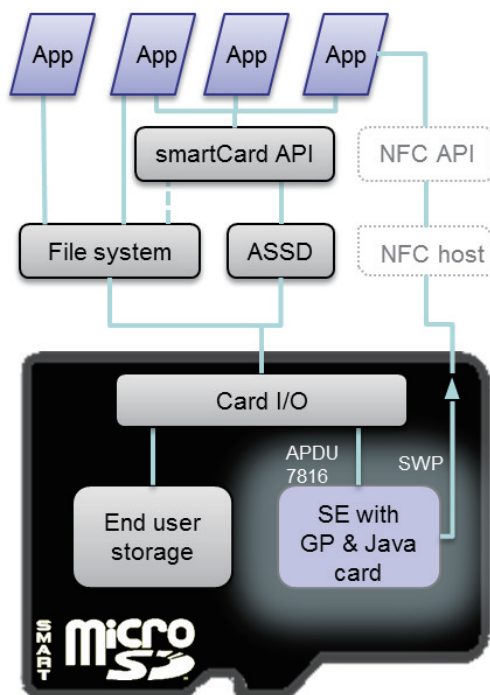 App App App App
smartCard API
NFC API
File system
ASSD
NFC host
Card I/O
APDU
7816
SWP
End user
storage
SE with
GP & Java
card
SMART
micro
SD